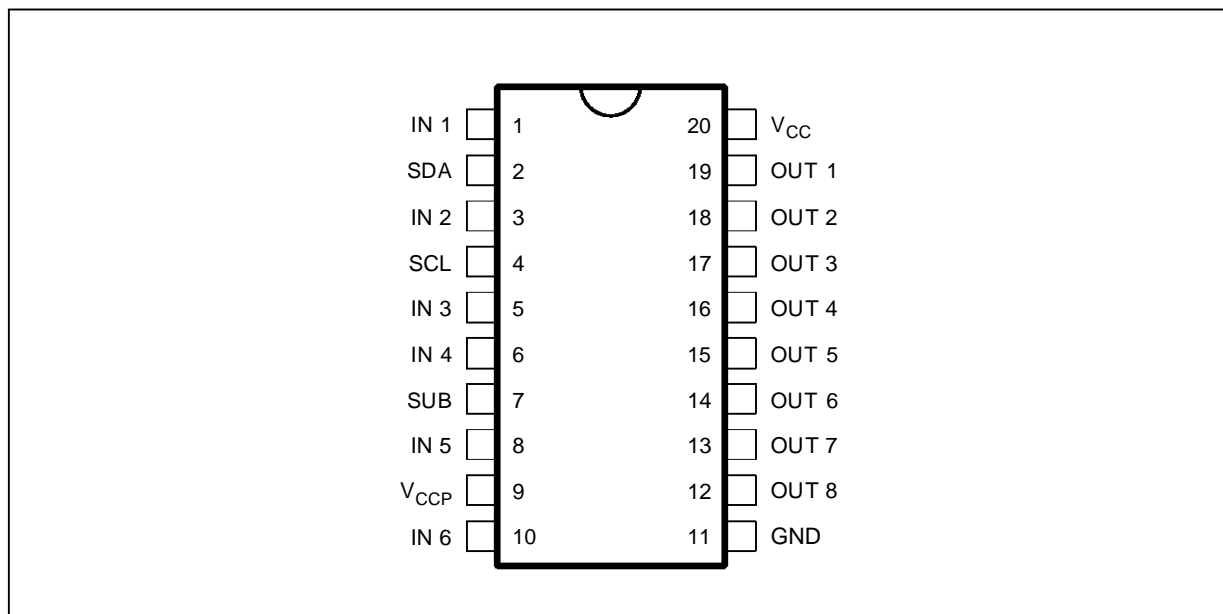 IN 1 1 20 VCC
SDA 2 19 OUT 1
IN 2 3 18 OUT 2
SCL 4 17 OUT 3
IN 3 5 16 OUT 4
IN 4 6 15 OUT 5
SUB 7 14 OUT 6
IN 5 8 13 OUT 7
VCCP 9 12 OUT 8
IN 6 10 11 GND